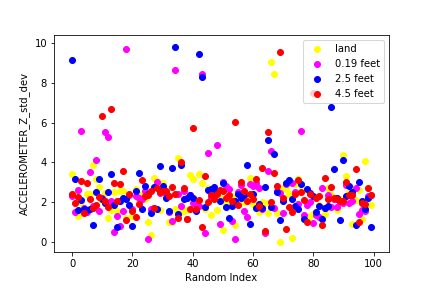 10
8
6
4
2
0
ACCELEROMETER_Z_std_dev
land
0.19 feet
2.5 feet
4.5 feet
0 20 40 60 80 100
Random Index